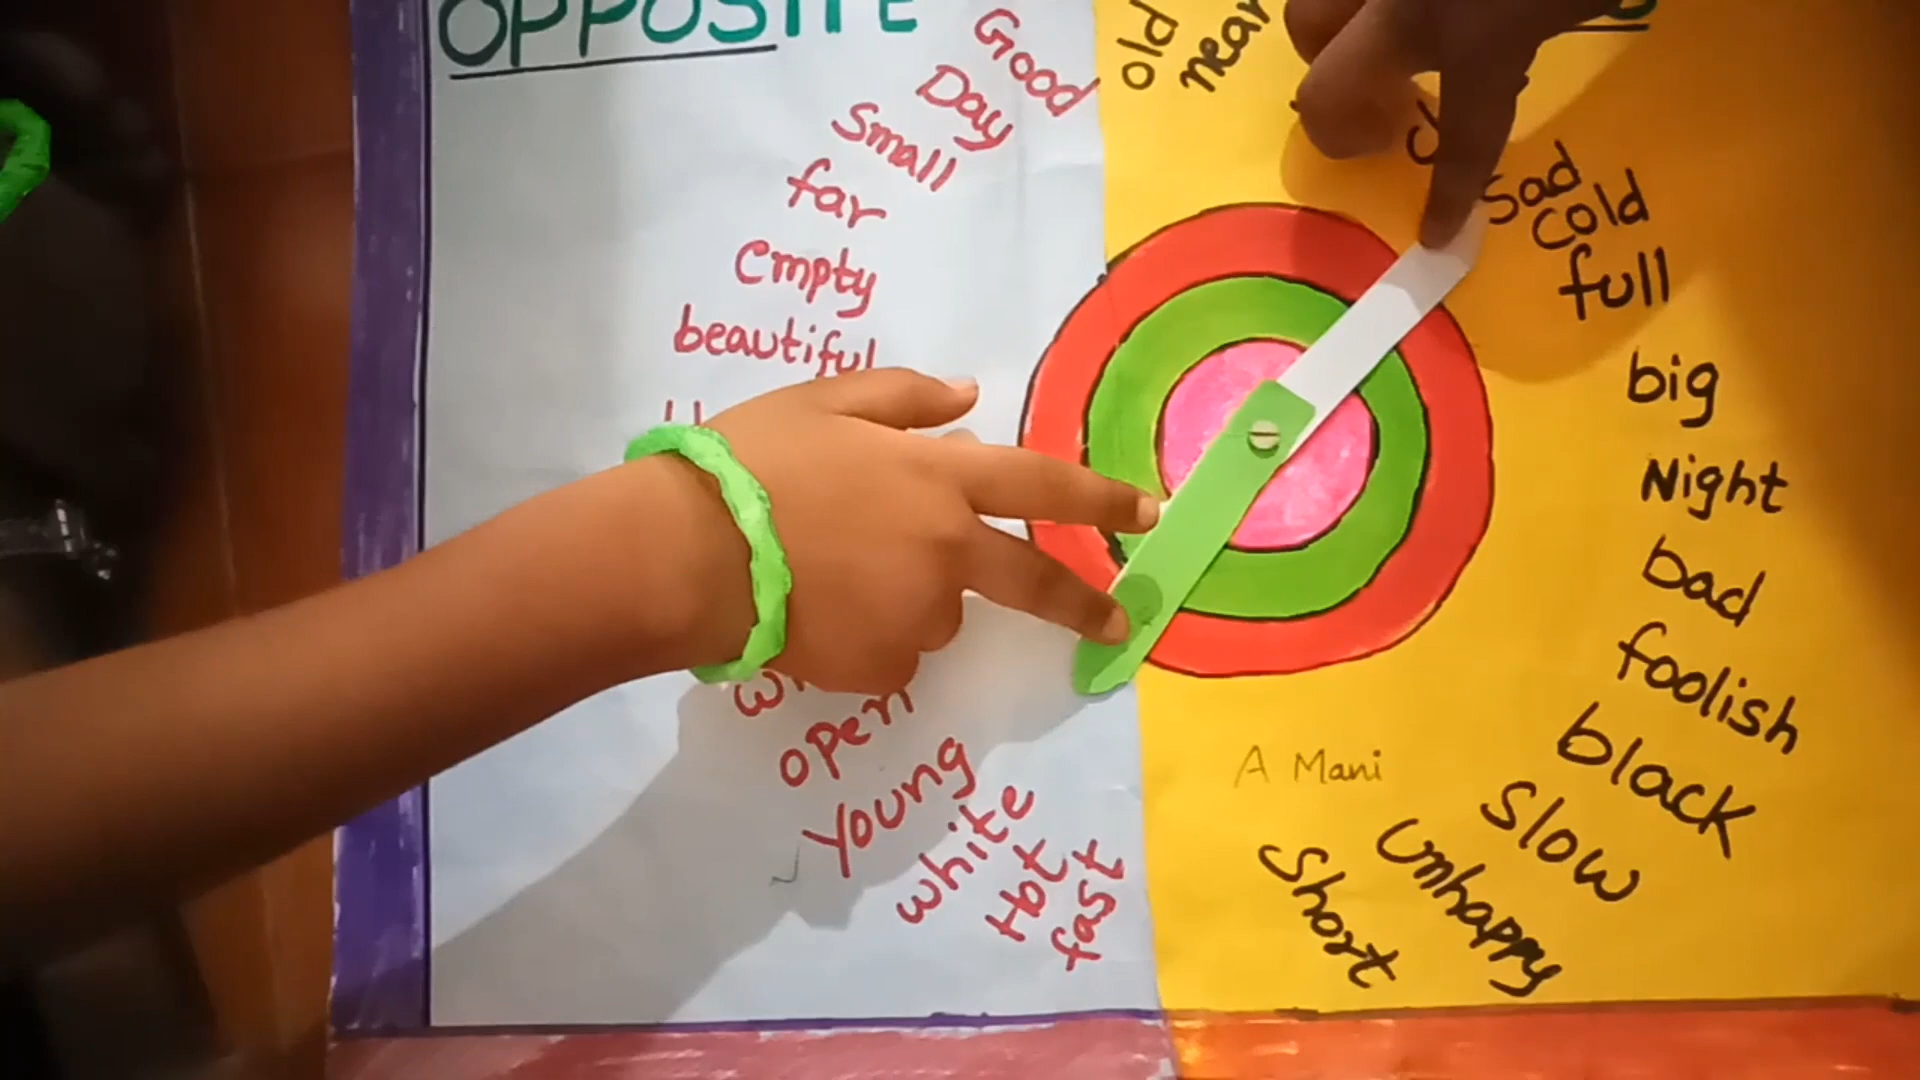 OPPOSITE
Good
Day
Small
far
Empty
beautiful
open
Young
white
Hot
fast
old
near
Sad
cold
full
big
Night
bad
foolish
black
Slow
Unhappy
Short
A Mani